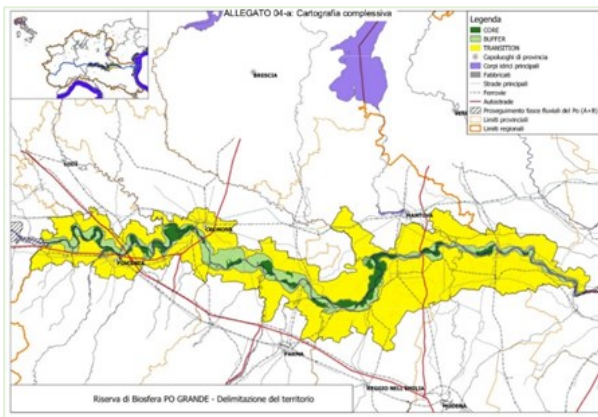 ALLEGATO 04-a: Cartografia complessiva
Legenda
CORE
BUFFER
TRANSITION
Capoluoghi di provincia
Corpi idrici principali
Fabbricati
Strade principali
Ferrovie
Autostrade
Proseguimento fasce fluviali del Po (A+B)
Limiti provinciali
Limiti regionali
BRESCIA
LODI
CREMONA
MANTOVA
PIACENZA
PARMA
REGGIO NELL'EMILIA
MODENA
Riserva di Biosfera PO GRANDE - Delimitazione del territorio